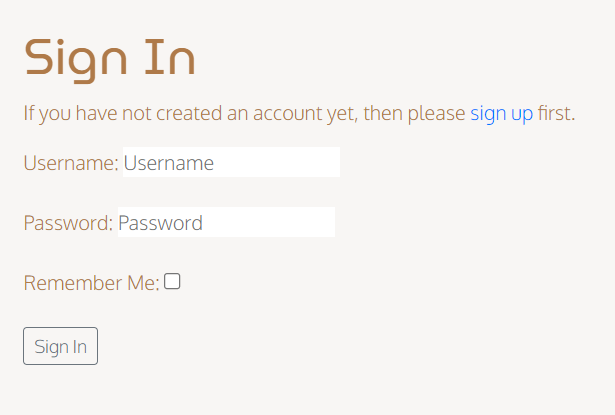 Sign In
If you have not created an account yet, then please sign up first.
Username: Username
Password: Password
Remember Me:
Sign In